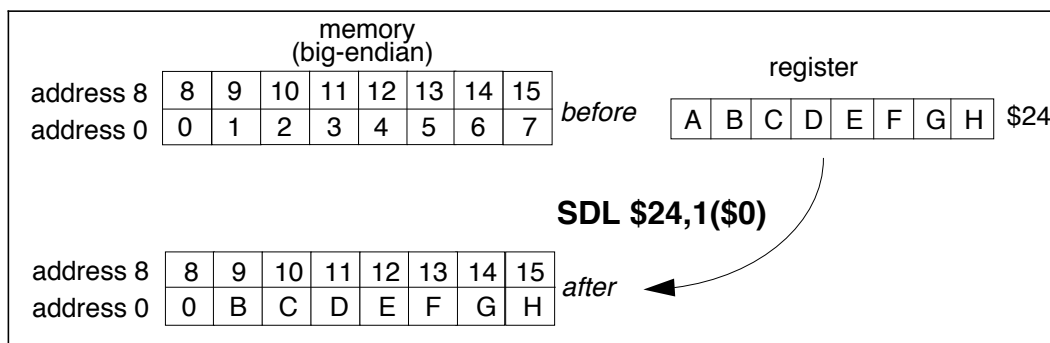 memory
(big-endian)
register
address 8 8 9 10 11 12 13 14 15
address 0 0 1 2 3 4 5 6 7
before
A B C D E F G H $24
SDL $24,1($0)
address 8 8 9 10 11 12 13 14 15
address 0 0 B C D E F G H
after